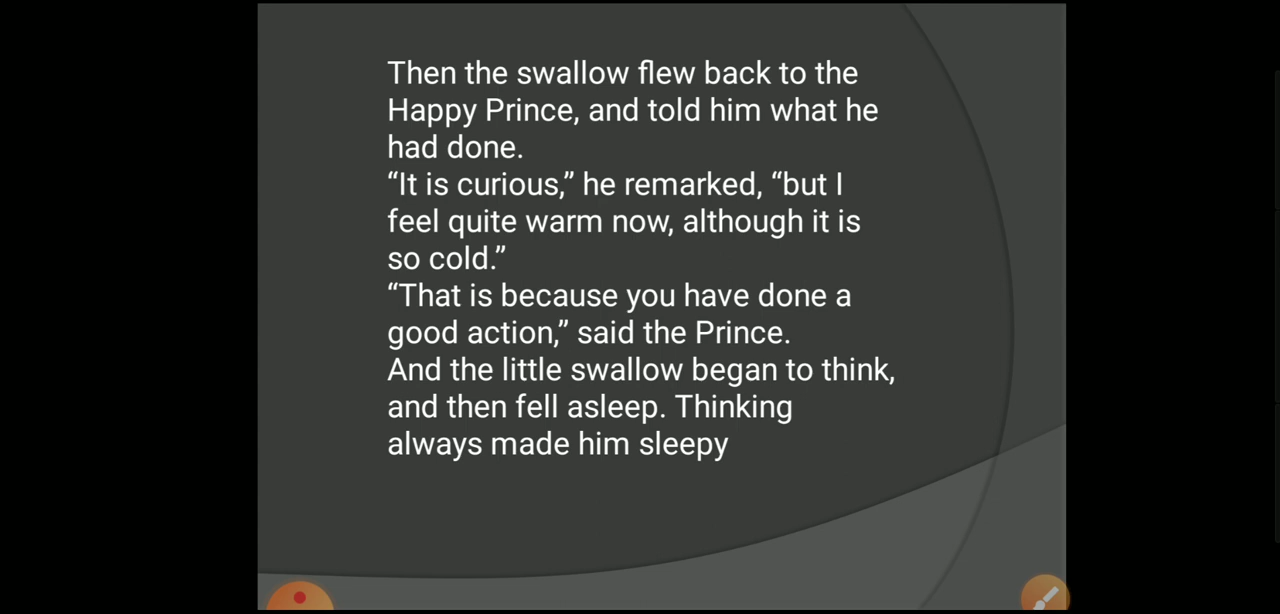 Then the swallow flew back to the
Happy Prince, and told him what he
had done.
“It is curious,” he remarked, “but I
feel quite warm now, although it is
so cold.”
“That is because you have done a
good action,” said the Prince.
And the little swallow began to think,
and then fell asleep. Thinking
always made him sleepy